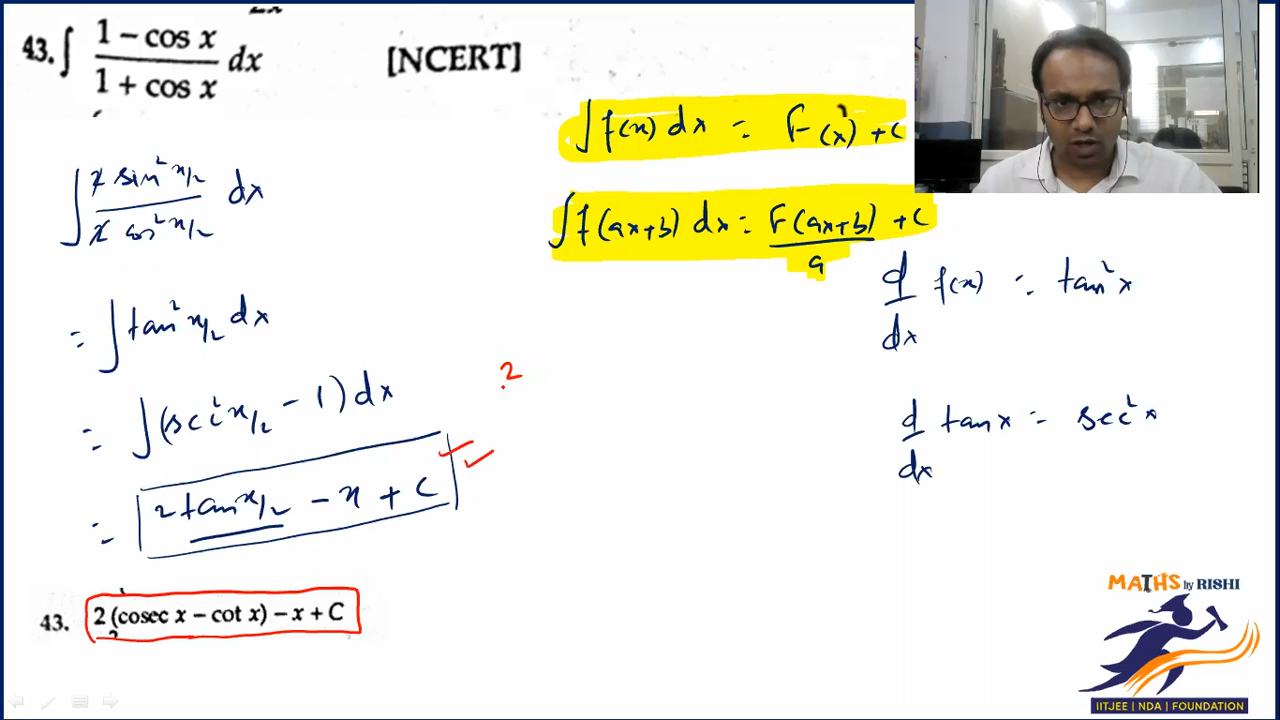 43. ∫ (1 − cos x)/(1 + cos x) dx [NCERT]
∫ f(x) dx = F(x) + C
∫ (2 sin² x/2)/(2 cos² x/2) dx
∫ f(ax+b) dx = F(ax+b)/a + C
d/dx f(x) = tan² x
= ∫ tan² x/2 dx
?
= ∫ (sec² x/2 − 1) dx
d/dx tan x = sec² x
= 2 tan x/2 − x + C
43. 2 (cosec x − cot x) − x + C
MATHS by RISHI
IITJEE | NDA | FOUNDATION